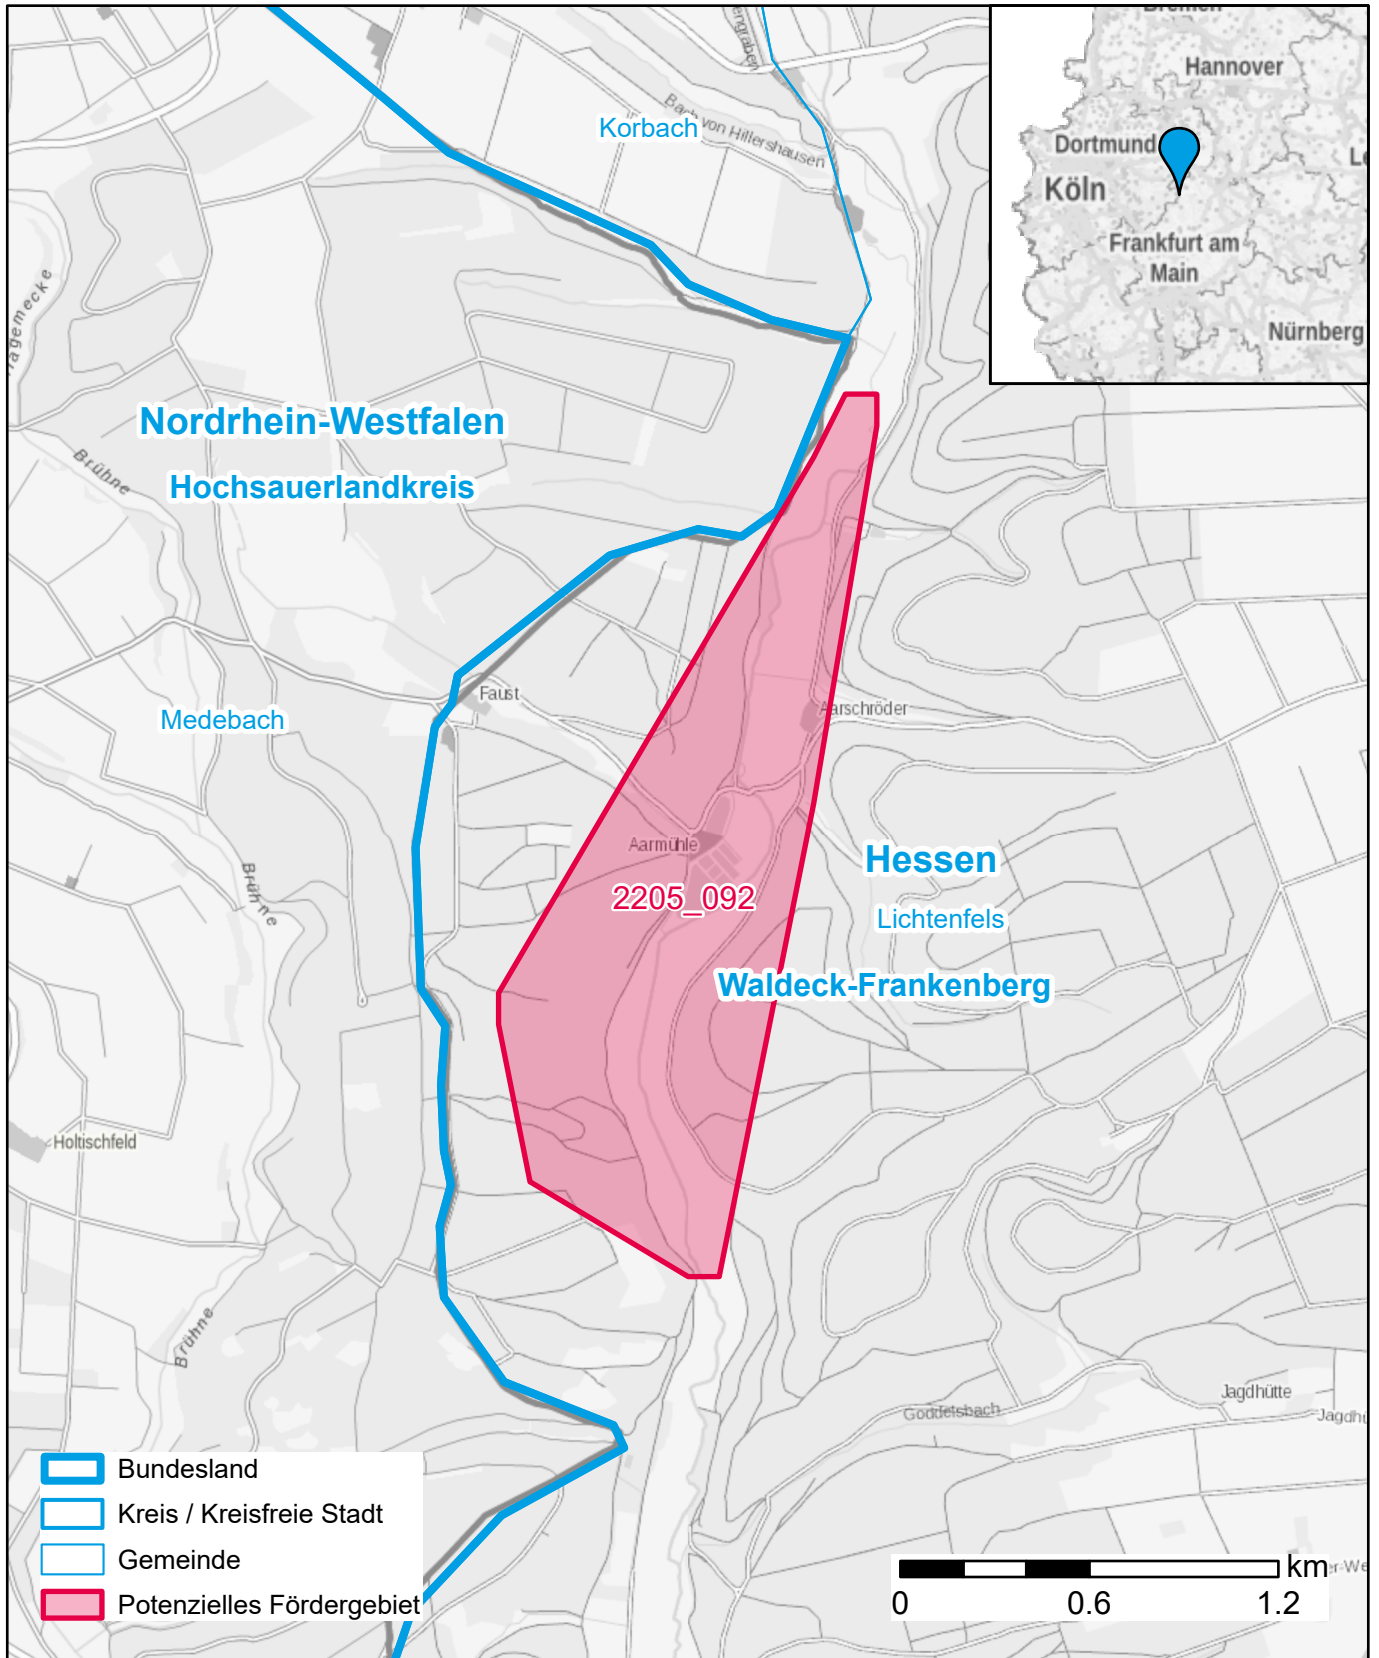 Bremen
Hannover
Dortmund
Köln
Frankfurt am
Main
Nürnberg
Korbach
Bach von Hillershausen
Nordrhein-Westfalen
Hochsauerlandkreis
Brühne
Faust
Medebach
Aarschröder
Aarmühle
Hessen
2205_092
Lichtenfels
Brühne
Waldeck-Frankenberg
Holtischfeld
Brühne
Jagdhütte
Goddelsbach
Bundesland
Kreis / Kreisfreie Stadt
Gemeinde
Potenzielles Fördergebiet
km
0 0.6 1.2